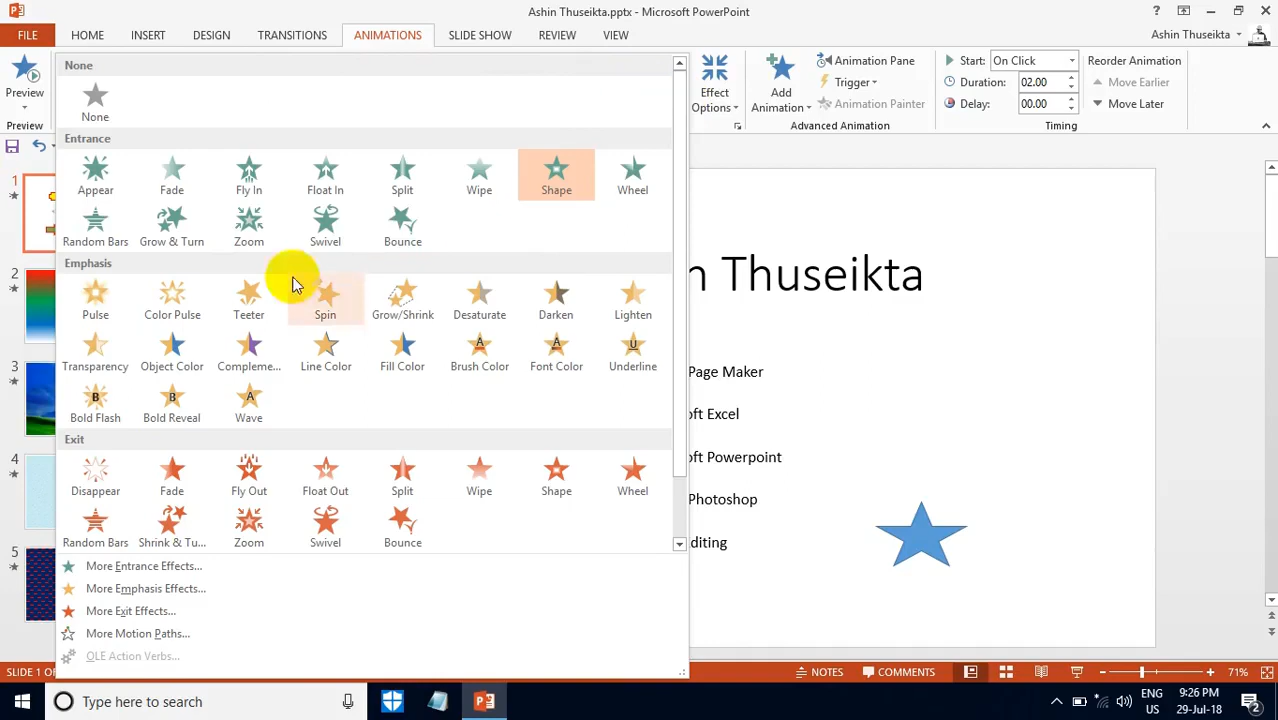 Ashin Thuseikta.pptx - Microsoft PowerPoint
FILE HOME INSERT DESIGN TRANSITIONS ANIMATIONS SLIDE SHOW REVIEW VIEW Ashin Thuseikta
Preview
Preview
None
None
Entrance
Appear Fade Fly In Float In Split Wipe Shape Wheel
Random Bars Grow & Turn Zoom Swivel Bounce
Emphasis
Pulse Color Pulse Teeter Spin Grow/Shrink Desaturate Darken Lighten
Transparency Object Color Compleme... Line Color Fill Color Brush Color Font Color Underline
Bold Flash Bold Reveal Wave
Exit
Disappear Fade Fly Out Float Out Split Wipe Shape Wheel
Random Bars Shrink & Tu... Zoom Swivel Bounce
More Entrance Effects...
More Emphasis Effects...
More Exit Effects...
More Motion Paths...
OLE Action Verbs...
Effect
Options
Add
Animation
Animation Pane
Trigger
Animation Painter
Advanced Animation
Start: On Click
Duration: 02.00
Delay: 00.00
Reorder Animation
Move Earlier
Move Later
Timing
1
2
3
4
5
n Thuseikta
Page Maker
oft Excel
oft Powerpoint
Photoshop
diting
SLIDE 1 OF
NOTES COMMENTS 71%
Type here to search
ENG
US
9:26 PM
29-Jul-18
2